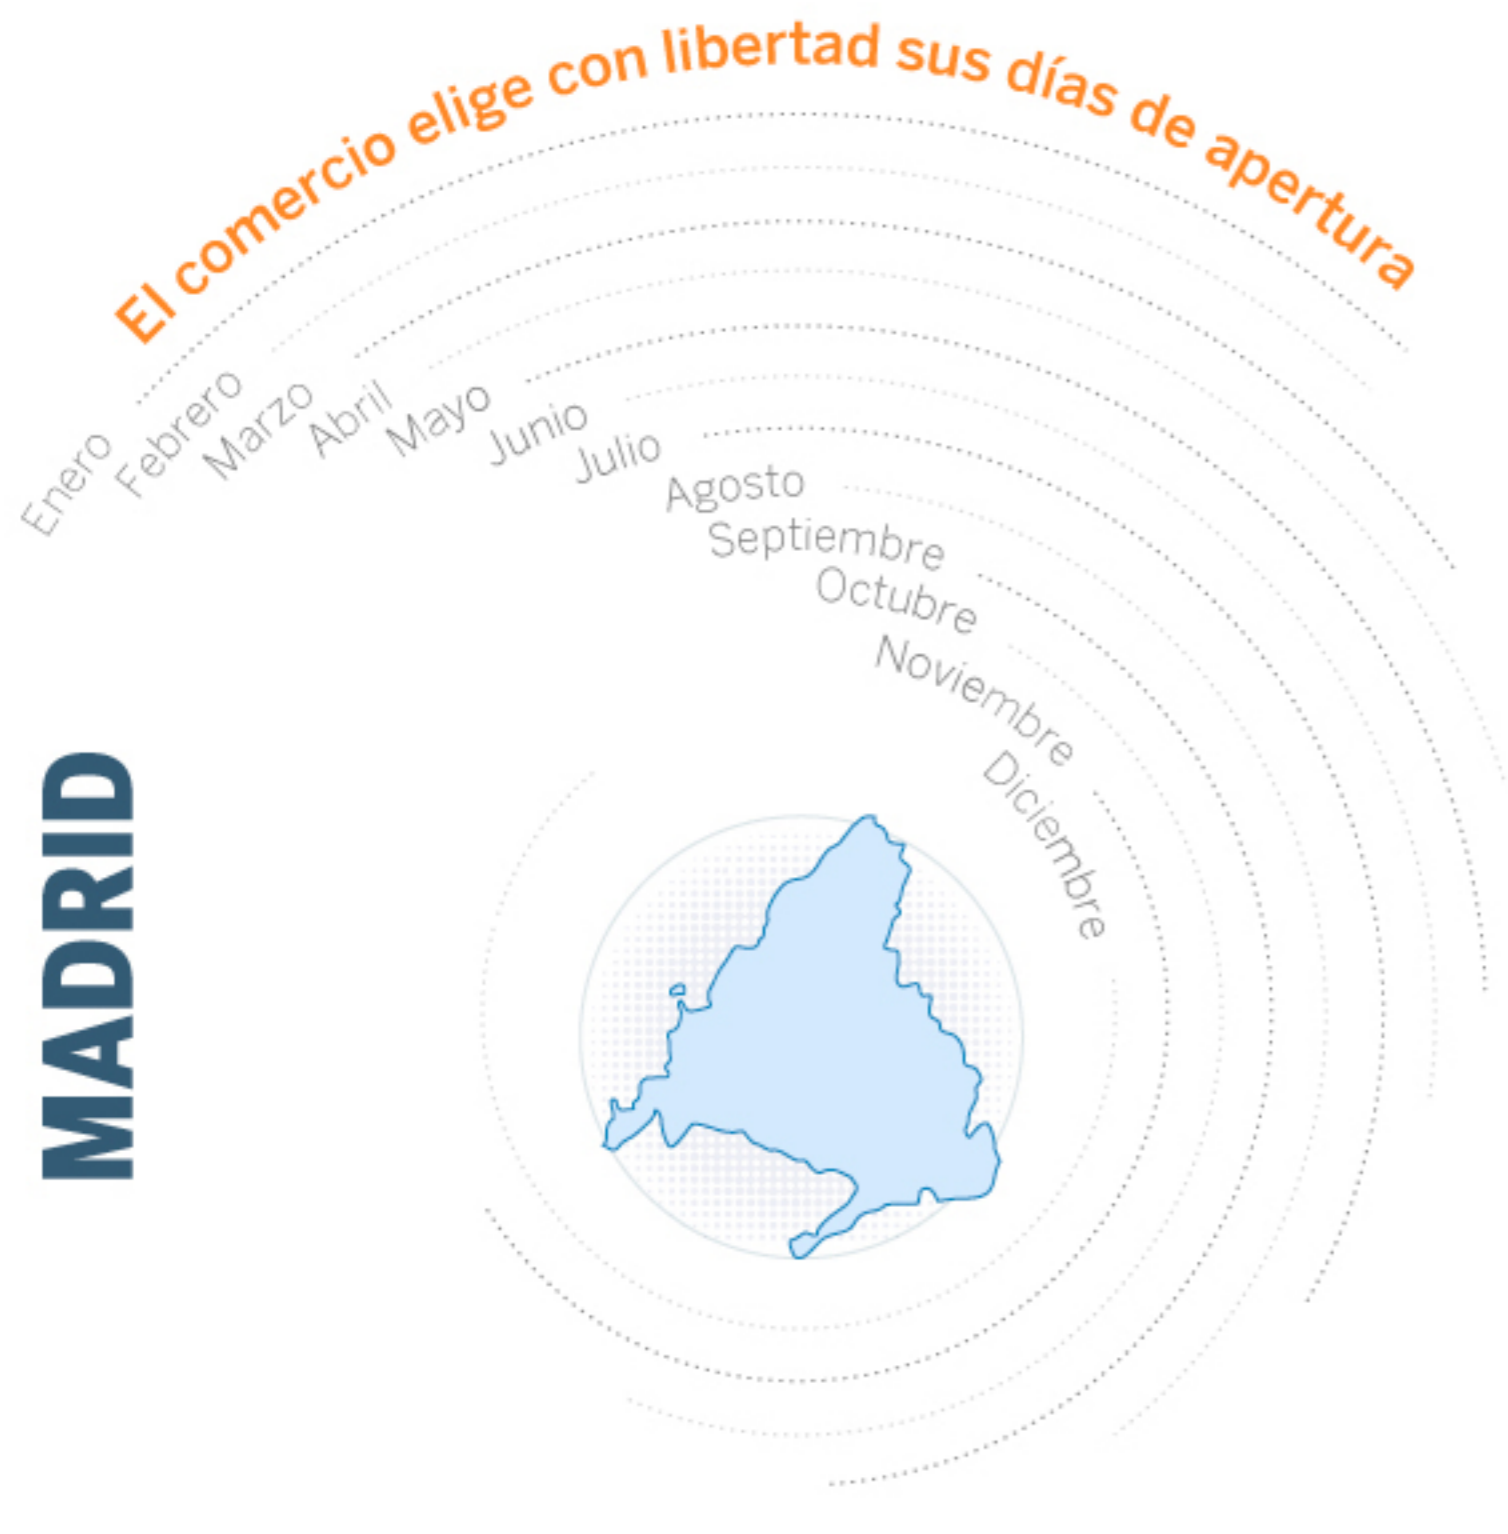 El comercio elige con libertad sus días de apertura
Enero
Febrero
Marzo
Abril
Mayo
Junio
Julio
Agosto
Septiembre
Octubre
Noviembre
Diciembre
MADRID